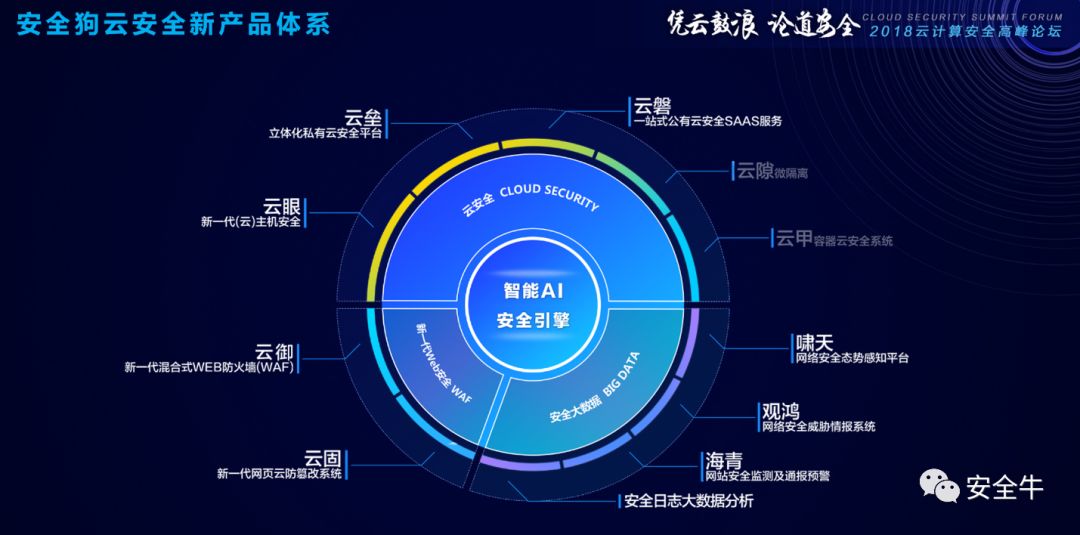 安全狗云安全新产品体系
凭云鼓浪 论道安全
CLOUD SECURITY SUMMIT FORUM
2018云计算安全高峰论坛
云垒
立体化私有云安全平台
云磐
一站式公有云安全SAAS服务
云隙微隔离
云眼
新一代(云)主机安全
云甲容器云安全系统
云安全 CLOUD SECURITY
智能AI
安全引擎
云御
新一代混合式WEB防火墙(WAF)
新一代Web安全 WAF
安全大数据 BIG DATA
啸天
网络安全态势感知平台
观鸿
网络安全威胁情报系统
云固
新一代网页云防篡改系统
海青
网站安全监测及通报预警
安全日志大数据分析
安全牛